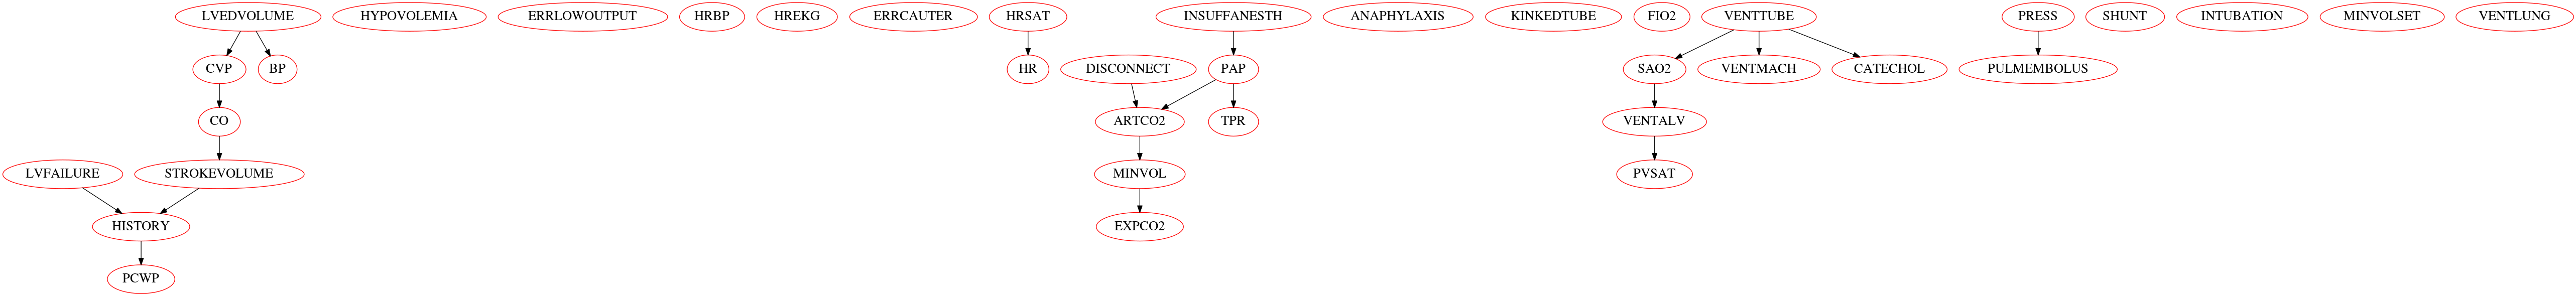 LVEDVOLUME HYPOVOLEMIA ERRLOWOUTPUT HRBP HREKG ERRCAUTER HRSAT INSUFFANESTH ANAPHYLAXIS KINKEDTUBE FIO2 VENTTUBE PRESS SHUNT INTUBATION MINVOLSET VENTLUNG
CVP BP HR DISCONNECT PAP SAO2 VENTMACH CATECHOL PULMEMBOLUS
CO ARTCO2 TPR VENTALV
LVFAILURE STROKEVOLUME MINVOL PVSAT
HISTORY EXPCO2
PCWP